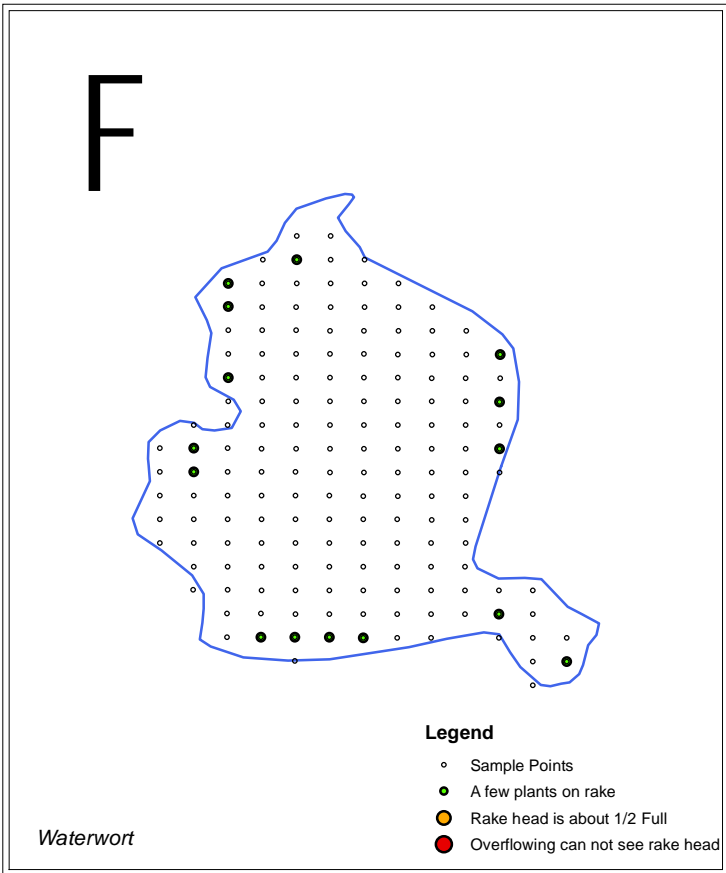 F
Legend
Sample Points
A few plants on rake
Rake head is about 1/2 Full
Overflowing can not see rake head
Waterwort